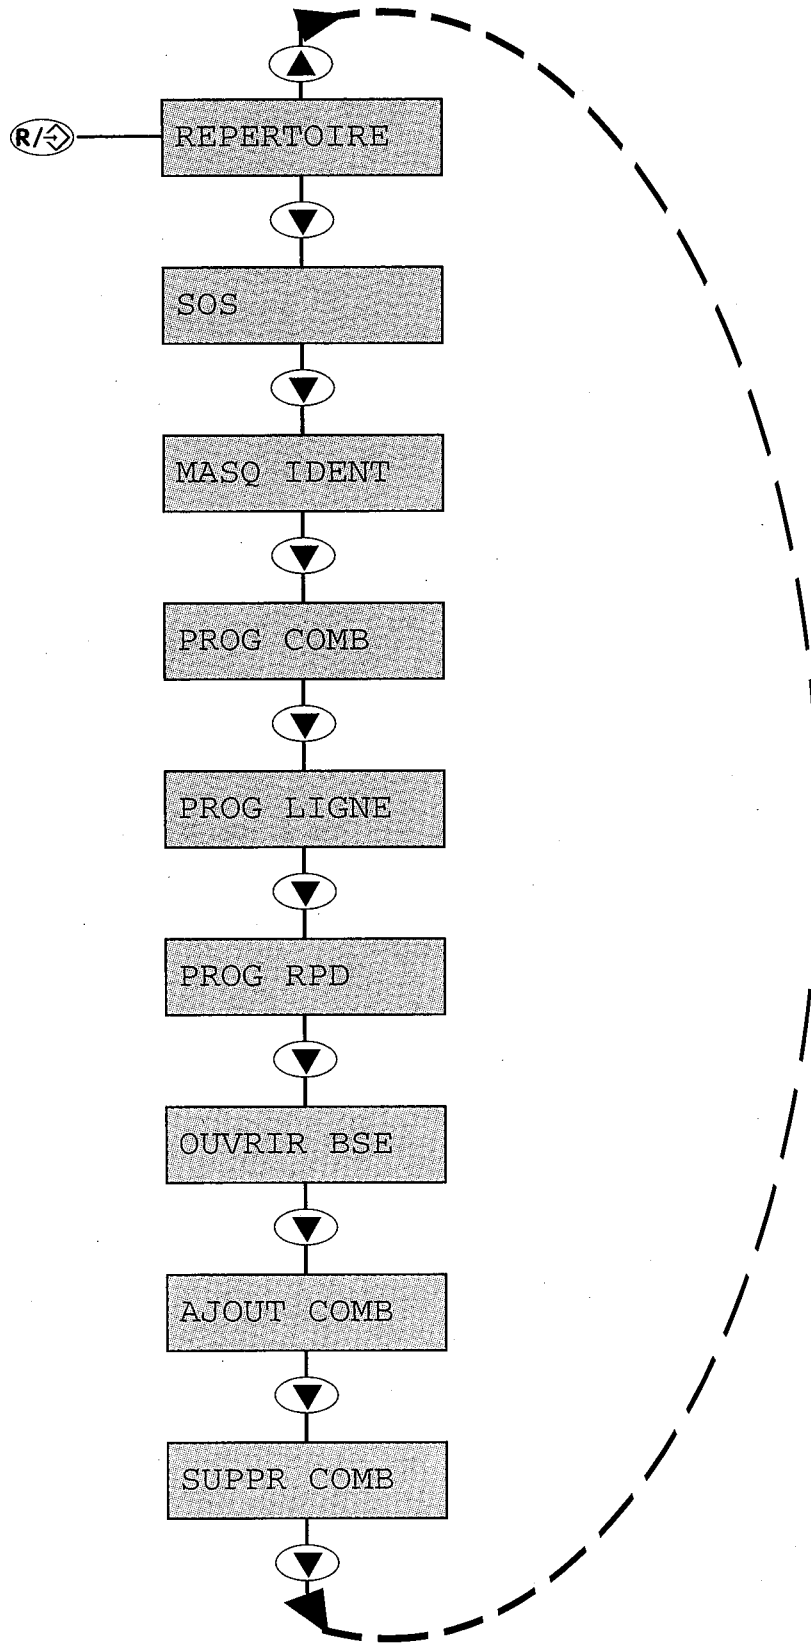 REPERTOIRE
R/
SOS
MASQ IDENT
PROG COMB
PROG LIGNE
PROG RPD
OUVRIR BSE
AJOUT COMB
SUPPR COMB